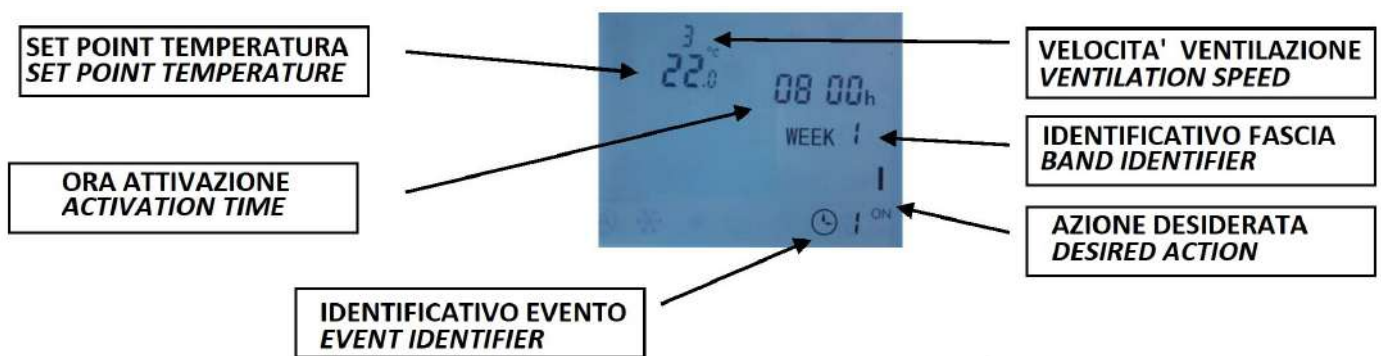 SET POINT TEMPERATURA
SET POINT TEMPERATURE
3
°C
22.0
08 00h
WEEK 1
I
1 ON
VELOCITA' VENTILAZIONE
VENTILATION SPEED
IDENTIFICATIVO FASCIA
BAND IDENTIFIER
ORA ATTIVAZIONE
ACTIVATION TIME
AZIONE DESIDERATA
DESIRED ACTION
IDENTIFICATIVO EVENTO
EVENT IDENTIFIER